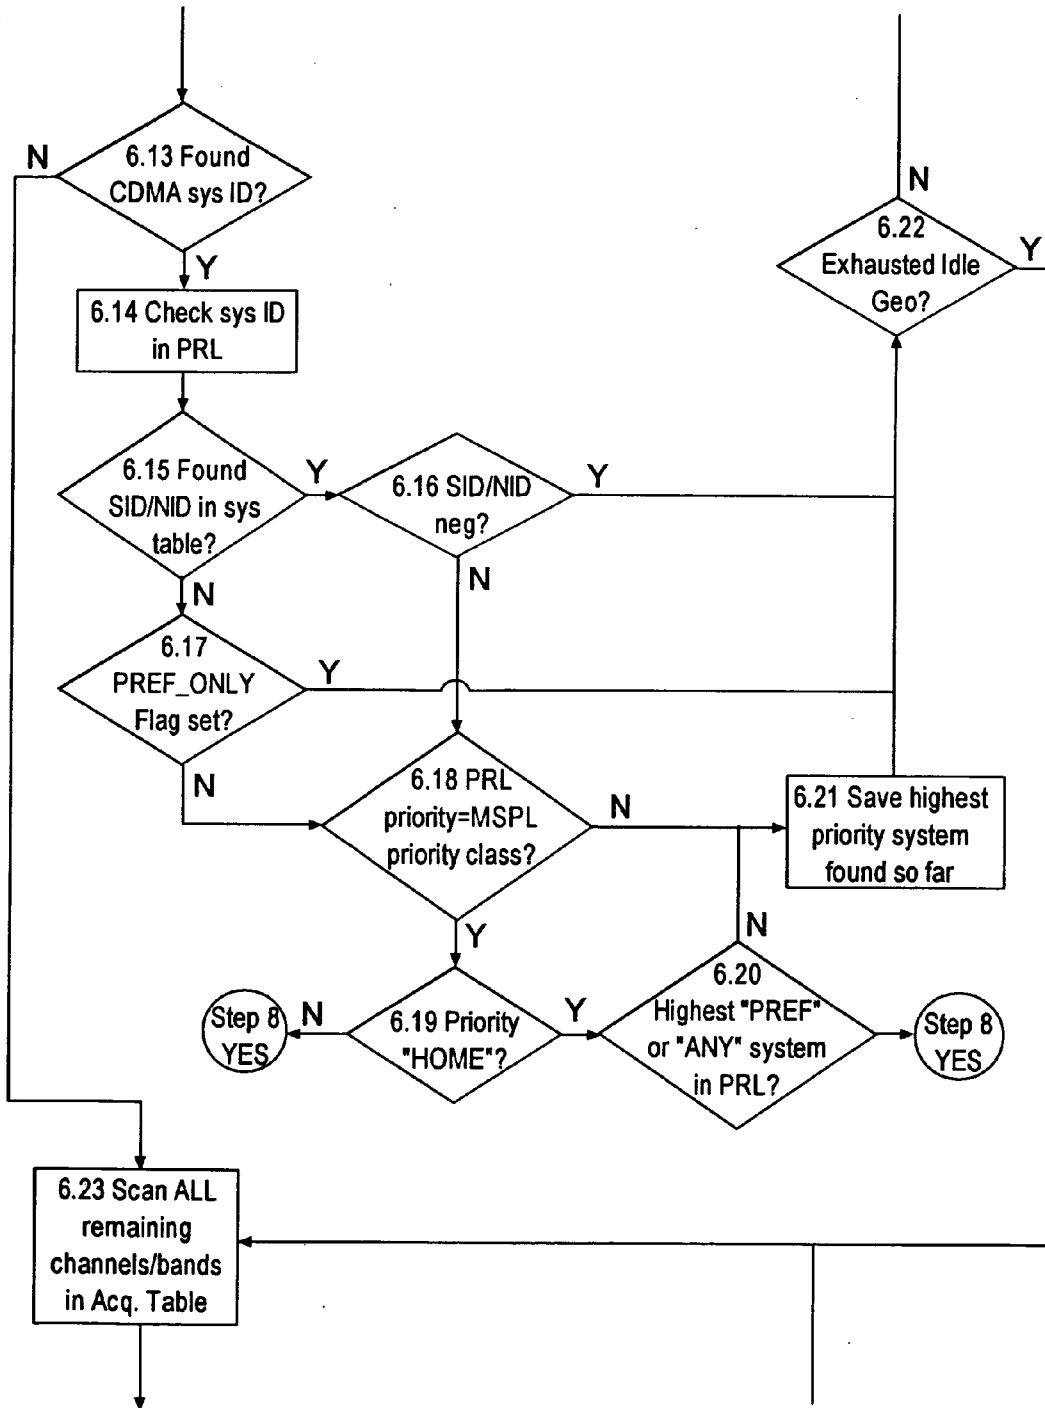 N
6.13 Found
CDMA sys ID?
Y
6.14 Check sys ID
in PRL
6.15 Found
SID/NID in sys
table?
Y
N
6.16 SID/NID
neg?
Y
N
6.17
PREF_ONLY
Flag set?
Y
N
6.18 PRL
priority=MSPL
priority class?
N
Y
6.19 Priority
"HOME"?
N
Step 8
YES
Y
6.20
Highest "PREF"
or "ANY" system
in PRL?
N
Step 8
YES
6.21 Save highest
priority system
found so far
6.22
Exhausted Idle
Geo?
N
Y
6.23 Scan ALL
remaining
channels/bands
in Acq. Table